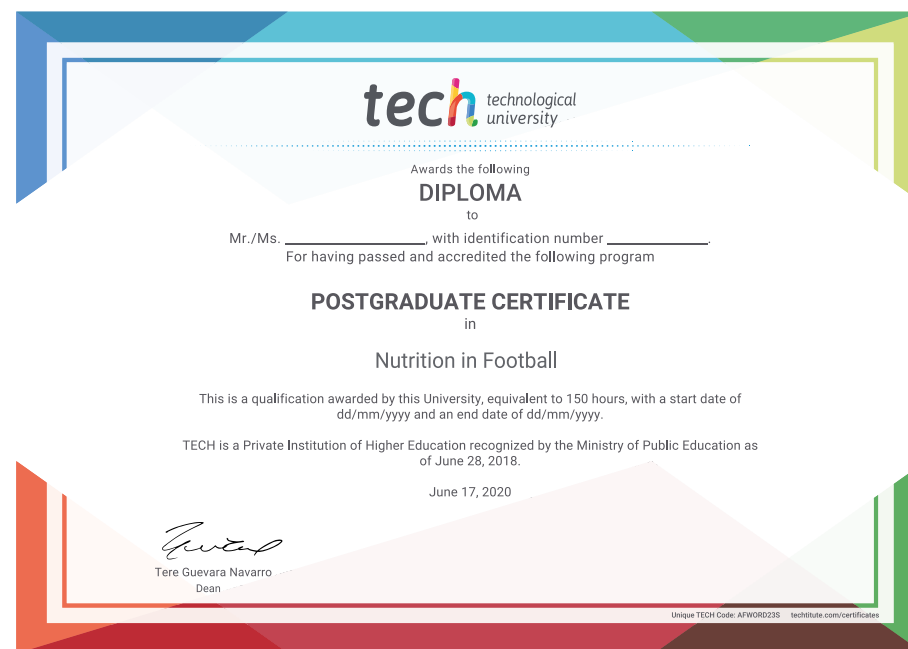 tech technological
university
Awards the following
DIPLOMA
to
Mr./Ms. ____________________, with identification number ______________.
For having passed and accredited the following program
POSTGRADUATE CERTIFICATE
in
Nutrition in Football
This is a qualification awarded by this University, equivalent to 150 hours, with a start date of
dd/mm/yyyy and an end date of dd/mm/yyyy.
TECH is a Private Institution of Higher Education recognized by the Ministry of Public Education as
of June 28, 2018.
June 17, 2020
Tere Guevara Navarro
Dean
Unique TECH Code: AFWORD23S techtitute.com/certificates